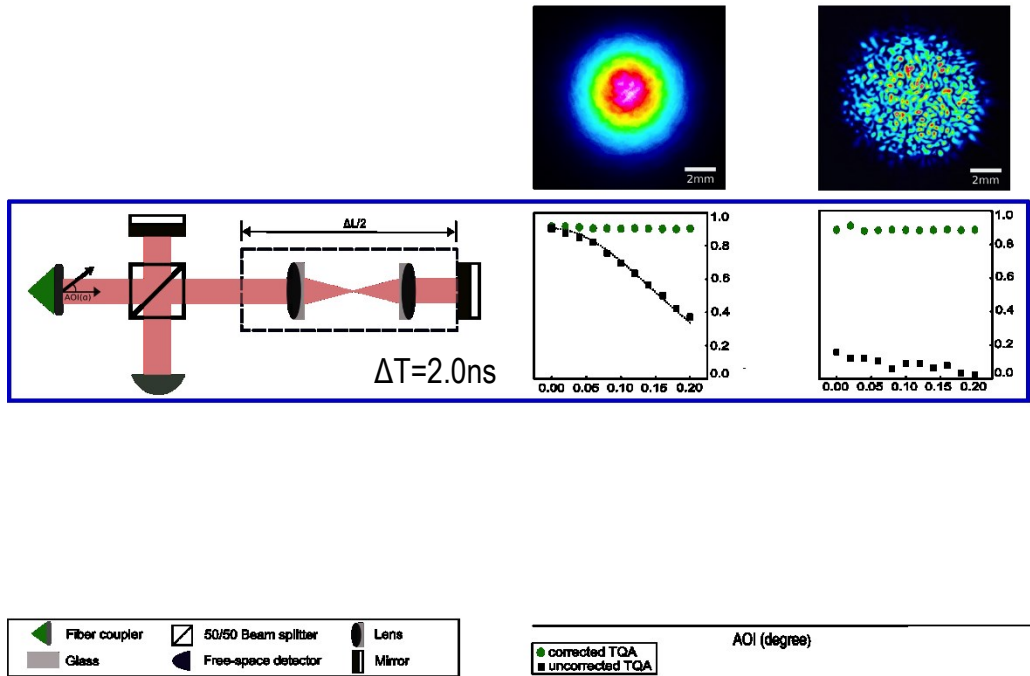 2mm
2mm
ΔL/2
AOI(α)
ΔT=2.0ns
1.0
0.8
0.6
0.4
0.2
0.0
0.00 0.05 0.10 0.15 0.20
1.0
0.8
0.6
0.4
0.2
0.0
0.00 0.05 0.10 0.15 0.20
Fiber coupler
50/50 Beam splitter
Lens
Glass
Free-space detector
Mirror
AOI (degree)
corrected TQA
uncorrected TQA